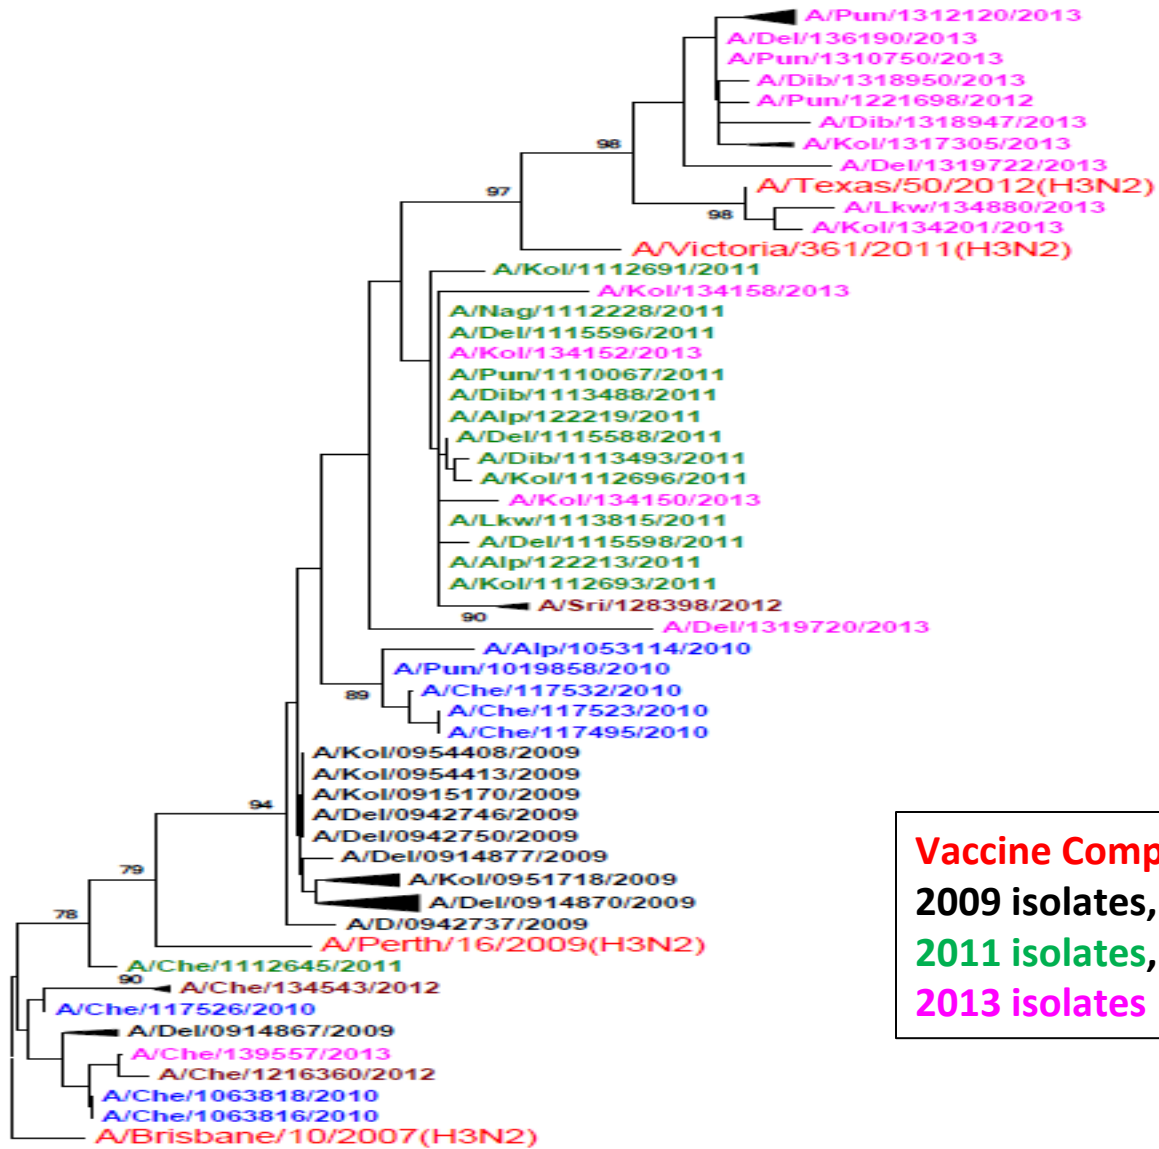 A/Pun/1312120/2013
A/Del/136190/2013
A/Pun/1310750/2013
A/Dib/1318950/2013
A/Pun/1221698/2012
A/Dib/1318947/2013
98
A/Kol/1317305/2013
A/Del/1319722/2013
A/Texas/50/2012(H3N2)
97
A/Lkw/134880/2013
98
A/Kol/134201/2013
A/Victoria/361/2011(H3N2)
A/Kol/1112691/2011
A/Kol/134158/2013
A/Nag/1112228/2011
A/Del/1115596/2011
A/Kol/134152/2013
A/Pun/1110067/2011
A/Dib/1113488/2011
A/Alp/122219/2011
A/Del/1115588/2011
A/Dib/1113493/2011
A/Kol/1112696/2011
A/Kol/134150/2013
A/Lkw/1113815/2011
A/Del/1115598/2011
A/Alp/122213/2011
A/Kol/1112693/2011
A/Sri/128398/2012
90
A/Del/1319720/2013
A/Alp/1053114/2010
A/Pun/1019858/2010
A/Che/117532/2010
89
A/Che/117523/2010
A/Che/117495/2010
A/Kol/0954408/2009
A/Kol/0954413/2009
A/Kol/0915170/2009
94
A/Del/0942746/2009
A/Del/0942750/2009
A/Del/0914877/2009
79
A/Kol/0951718/2009
A/Del/0914870/2009
78
A/D/0942737/2009
A/Perth/16/2009(H3N2)
A/Che/1112645/2011
90
A/Che/134543/2012
A/Che/117526/2010
A/Del/0914867/2009
A/Che/139557/2013
A/Che/1216360/2012
A/Che/1063818/2010
A/Che/1063816/2010
A/Brisbane/10/2007(H3N2)
Vaccine Comp
2009 isolates,
2011 isolates,
2013 isolates